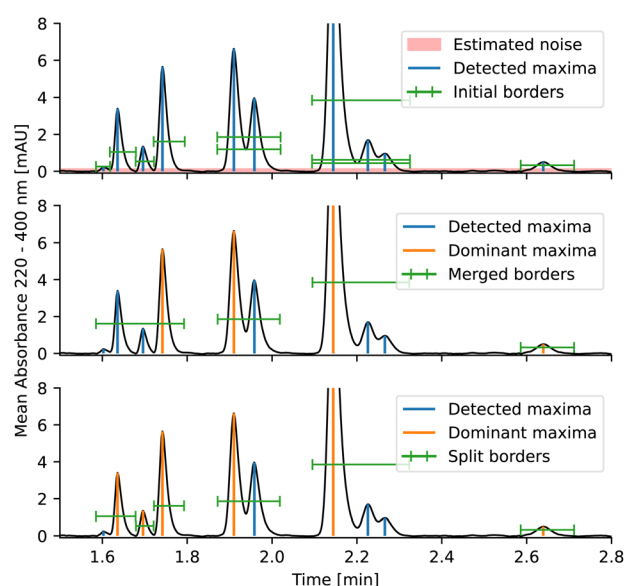 Mean Absorbance 220 - 400 nm [mAU]
8
6
4
2
0
Estimated noise
Detected maxima
Initial borders
8
6
4
2
0
Detected maxima
Dominant maxima
Merged borders
8
6
4
2
0
Detected maxima
Dominant maxima
Split borders
1.6 1.8 2.0 2.2 2.4 2.6 2.8
Time [min]